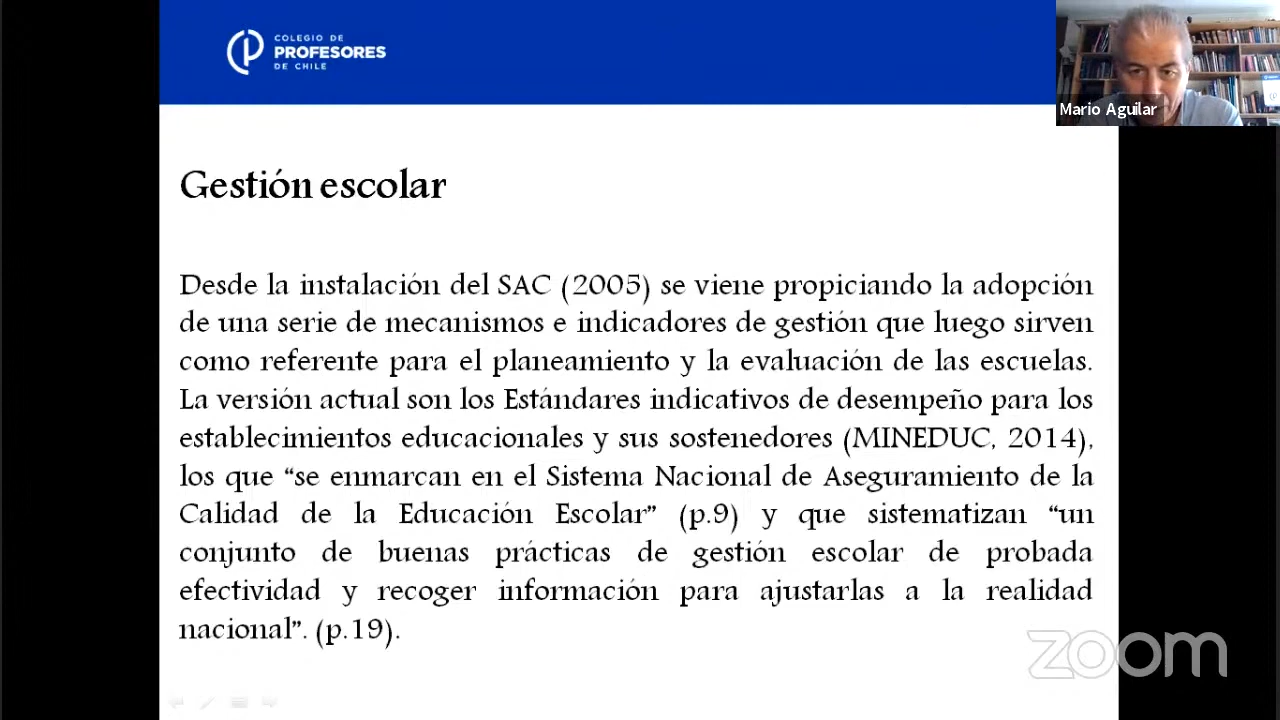 COLEGIO DE
PROFESORES
DE CHILE
Mario Aguilar
Gestión escolar
Desde la instalación del SAC (2005) se viene propiciando la adopción
de una serie de mecanismos e indicadores de gestión que luego sirven
como referente para el planeamiento y la evaluación de las escuelas.
La versión actual son los Estándares indicativos de desempeño para los
establecimientos educacionales y sus sostenedores (MINEDUC, 2014),
los que “se enmarcan en el Sistema Nacional de Aseguramiento de la
Calidad de la Educación Escolar” (p.9) y que sistematizan “un
conjunto de buenas prácticas de gestión escolar de probada
efectividad y recoger información para ajustarlas a la realidad
nacional”. (p.19).
zoom